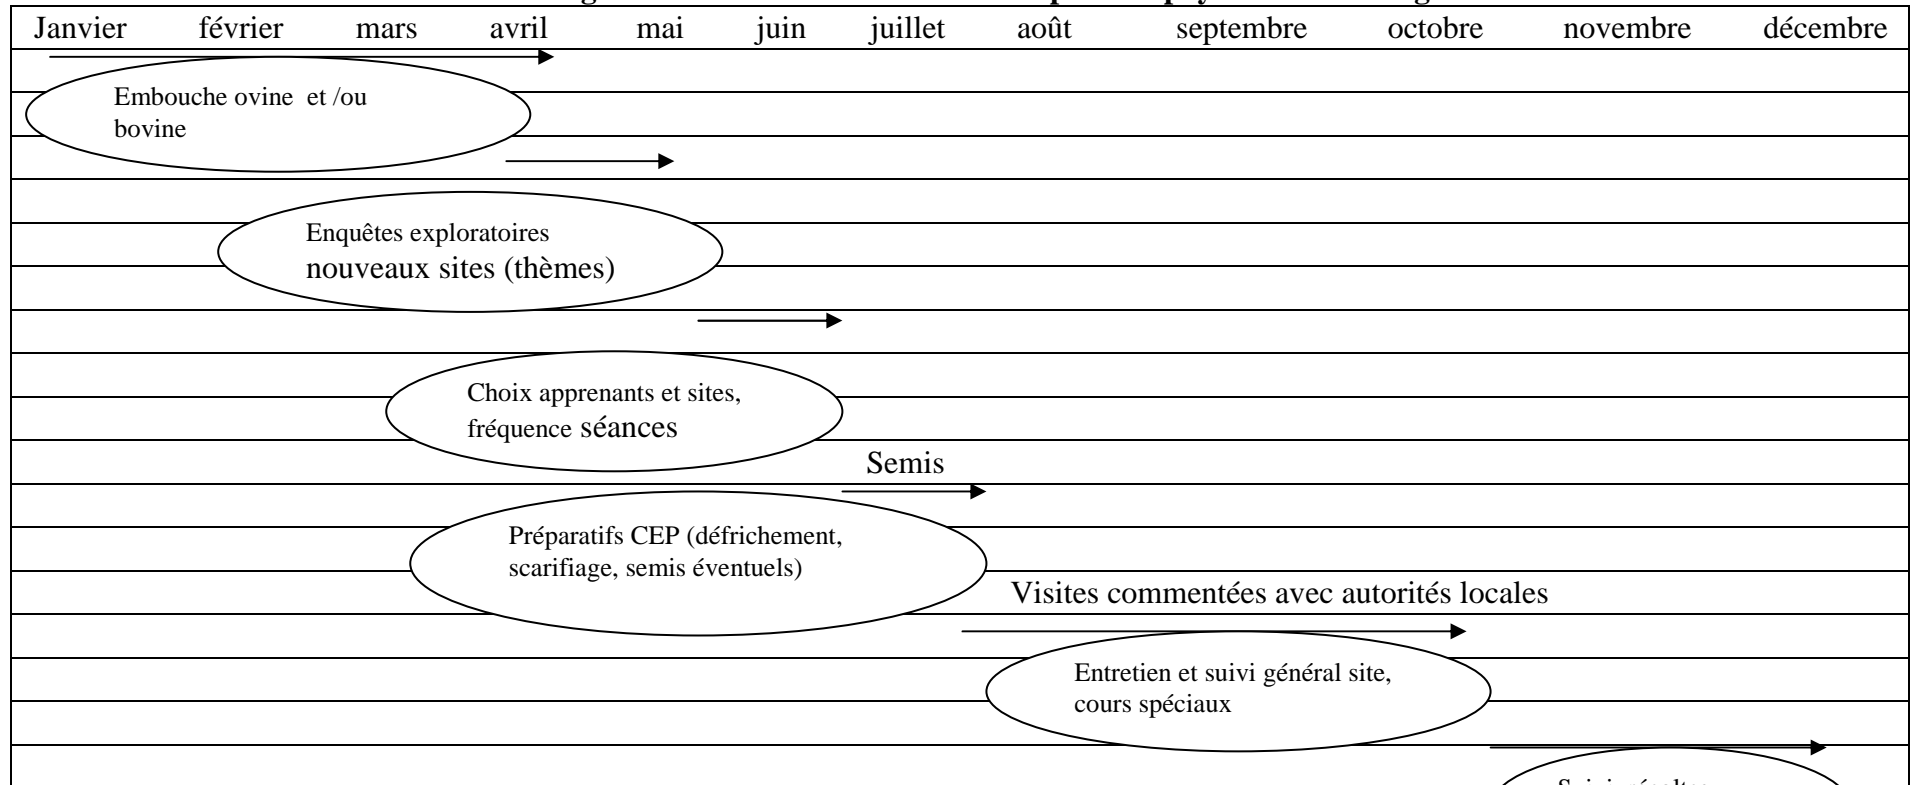 Janvier février mars avril mai juin juillet août septembre octobre novembre décembre
Embouche ovine et /ou
bovine
Enquêtes exploratoires
nouveaux sites (thèmes)
Choix apprenants et sites,
fréquence séances
Semis
Préparatifs CEP (défrichement,
scarifiage, semis éventuels)
Visites commentées avec autorités locales
Entretien et suivi général site,
cours spéciaux